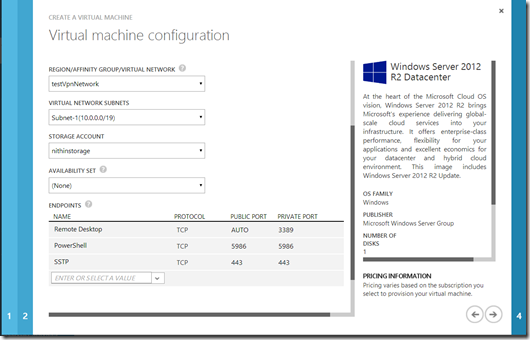 CREATE A VIRTUAL MACHINE
Virtual machine configuration
REGION/AFFINITY GROUP/VIRTUAL NETWORK ?
testVpnNetwork
VIRTUAL NETWORK SUBNETS
Subnet-1(10.0.0.0/19)
STORAGE ACCOUNT
nithinstorage
AVAILABILITY SET ?
(None)
ENDPOINTS ?
NAME PROTOCOL PUBLIC PORT PRIVATE PORT
Remote Desktop TCP AUTO 3389
PowerShell TCP 5986 5986
SSTP TCP 443 443
ENTER OR SELECT A VALUE
Windows Server 2012
R2 Datacenter
At the heart of the Microsoft Cloud OS
vision, Windows Server 2012 R2 brings
Microsoft's experience delivering global-
scale cloud services into your
infrastructure. It offers enterprise-class
performance, flexibility for your
applications and excellent economics for
your datacenter and hybrid cloud
environment. This image includes
Windows Server 2012 R2 Update.
OS FAMILY
Windows
PUBLISHER
Microsoft Windows Server Group
NUMBER OF
DISKS
1
PRICING INFORMATION
Pricing varies based on the subscription you
select to provision your virtual machine.
1 2 4